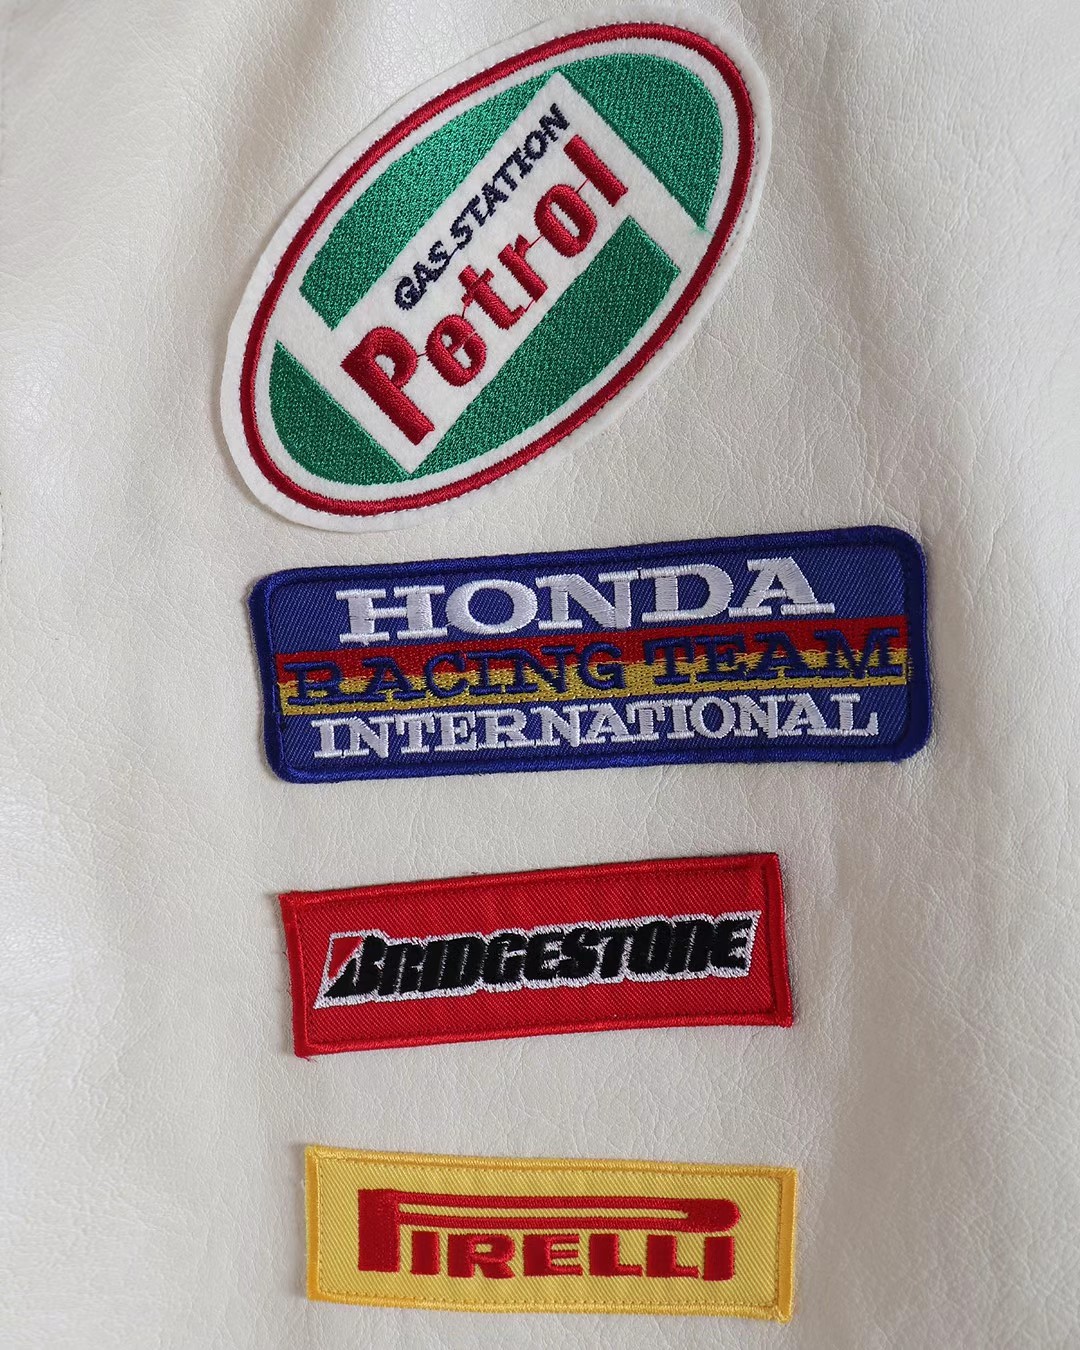 GAS STATION
Petrol
HONDA
RACING TEAM
INTERNATIONAL
BRIDGESTONE
PIRELLI